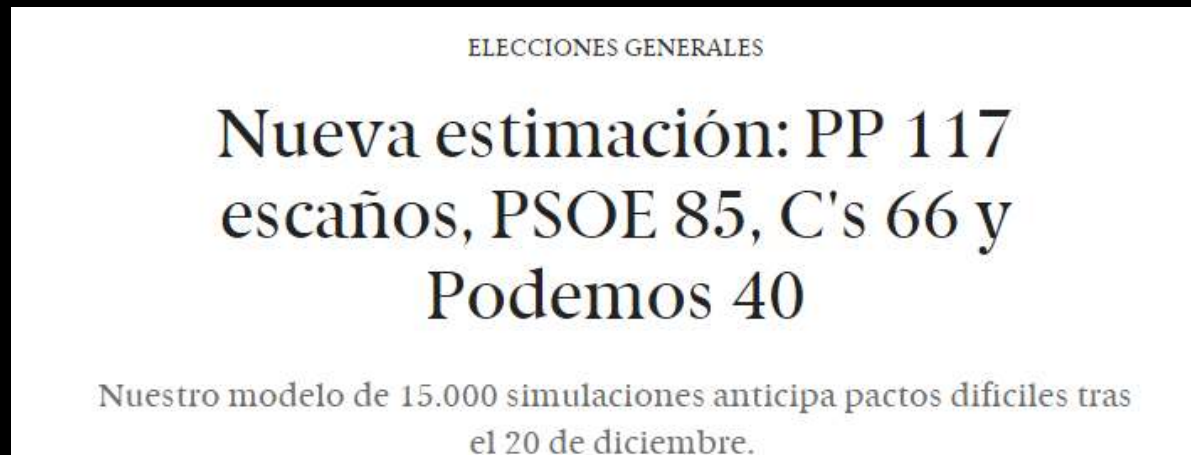 ELECCIONES GENERALES
Nueva estimación: PP 117
escaños, PSOE 85, C's 66 y
Podemos 40
Nuestro modelo de 15.000 simulaciones anticipa pactos dificiles tras
el 20 de diciembre.